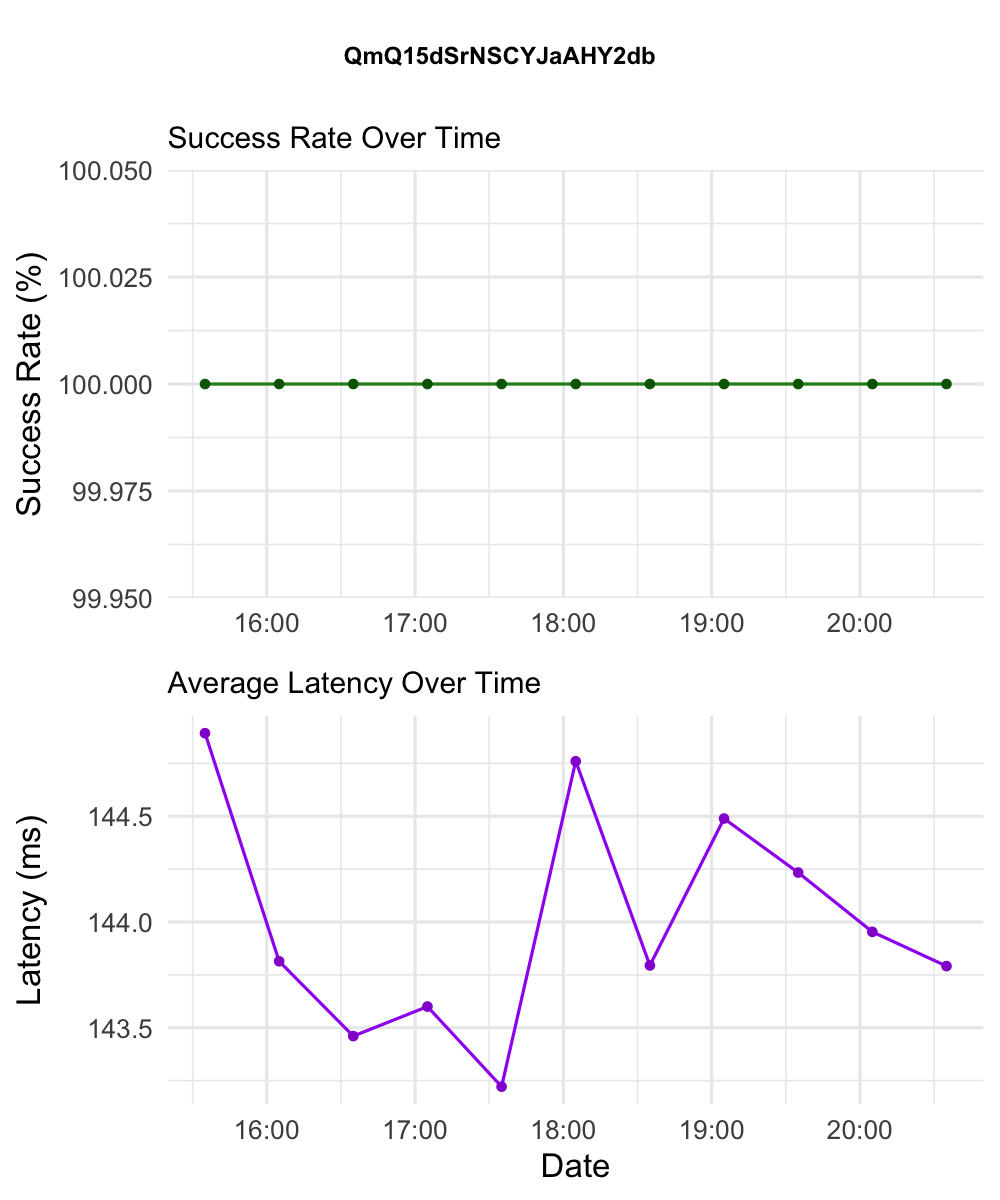 QmQ15dSrNSCYJaAHY2db
Success Rate Over Time
Success Rate (%)
100.050
100.025
100.000
99.975
99.950
16:00 17:00 18:00 19:00 20:00
Average Latency Over Time
Latency (ms)
144.5
144.0
143.5
16:00 17:00 18:00 19:00 20:00
Date